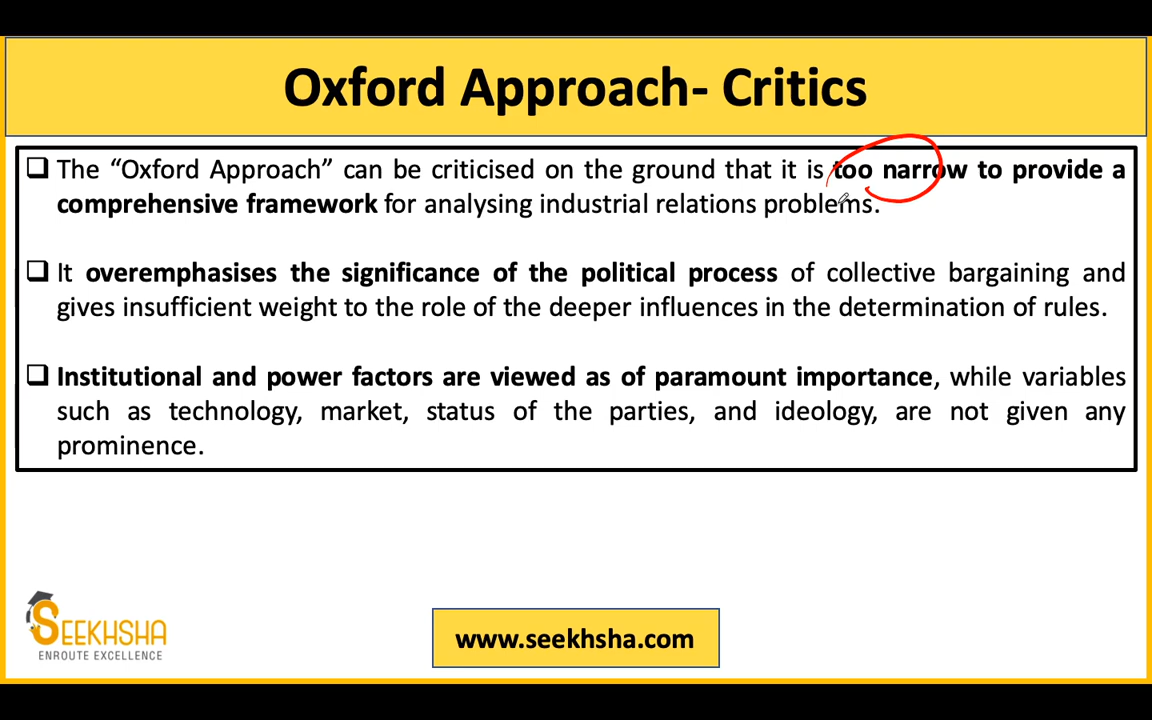 Oxford Approach- Critics
❑ The “Oxford Approach” can be criticised on the ground that it is too narrow to provide a
comprehensive framework for analysing industrial relations problems.
❑ It overemphasises the significance of the political process of collective bargaining and
gives insufficient weight to the role of the deeper influences in the determination of rules.
❑ Institutional and power factors are viewed as of paramount importance, while variables
such as technology, market, status of the parties, and ideology, are not given any
prominence.
SEEKHSHA
ENROUTE EXCELLENCE
www.seekhsha.com